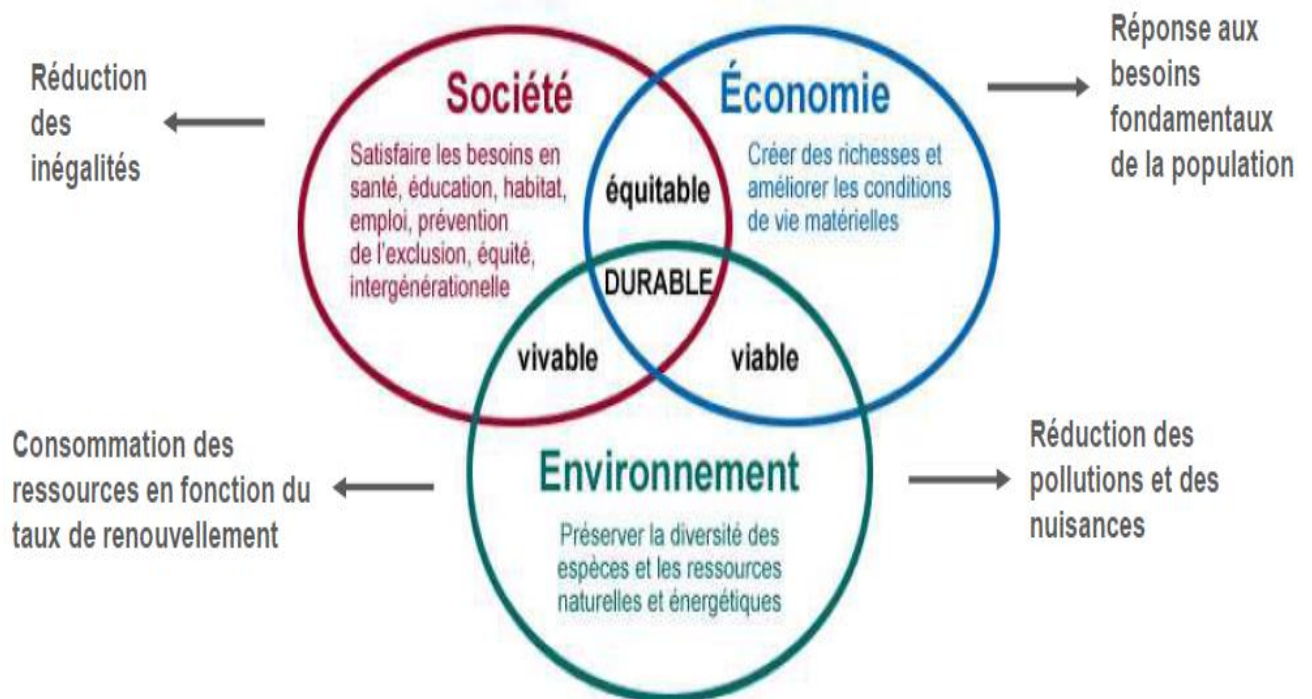 Réduction
des
inégalités
Société
Satisfaire les besoins en
santé, éducation, habitat,
emploi, prévention
de l'exclusion, équité,
intergénérationelle
équitable
Économie
Créer des richesses et
améliorer les conditions
de vie matérielles
Réponse aux
besoins
fondamentaux
de la population
DURABLE
vivable
viable
Consommation des
ressources en fonction du
taux de renouvellement
Environnement
Préserver la diversité des
espèces et les ressources
naturelles et énergétiques
Réduction des
pollutions et des
nuisances